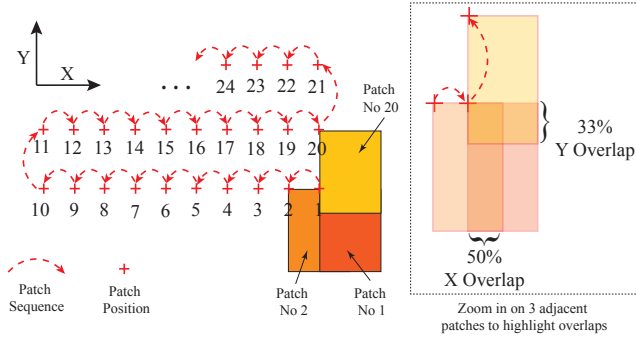 Y
X
...
24 23 22 21
Patch
No 20
11 12 13 14 15 16 17 18 19 20
10 9 8 7 6 5 4 3 2 1
Patch
Sequence
Patch
Position
Patch
No 2
Patch
No 1
33%
Y Overlap
50%
X Overlap
Zoom in on 3 adjacent
patches to highlight overlaps